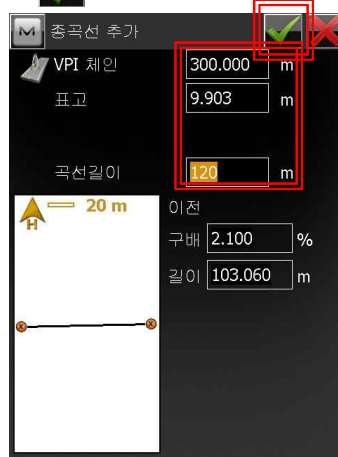 종곡선 추가
VPI 체인 300.000 m
표고 9.903 m
곡선길이 120 m
20 m
H
이전
구배 2.100 %
길이 103.060 m